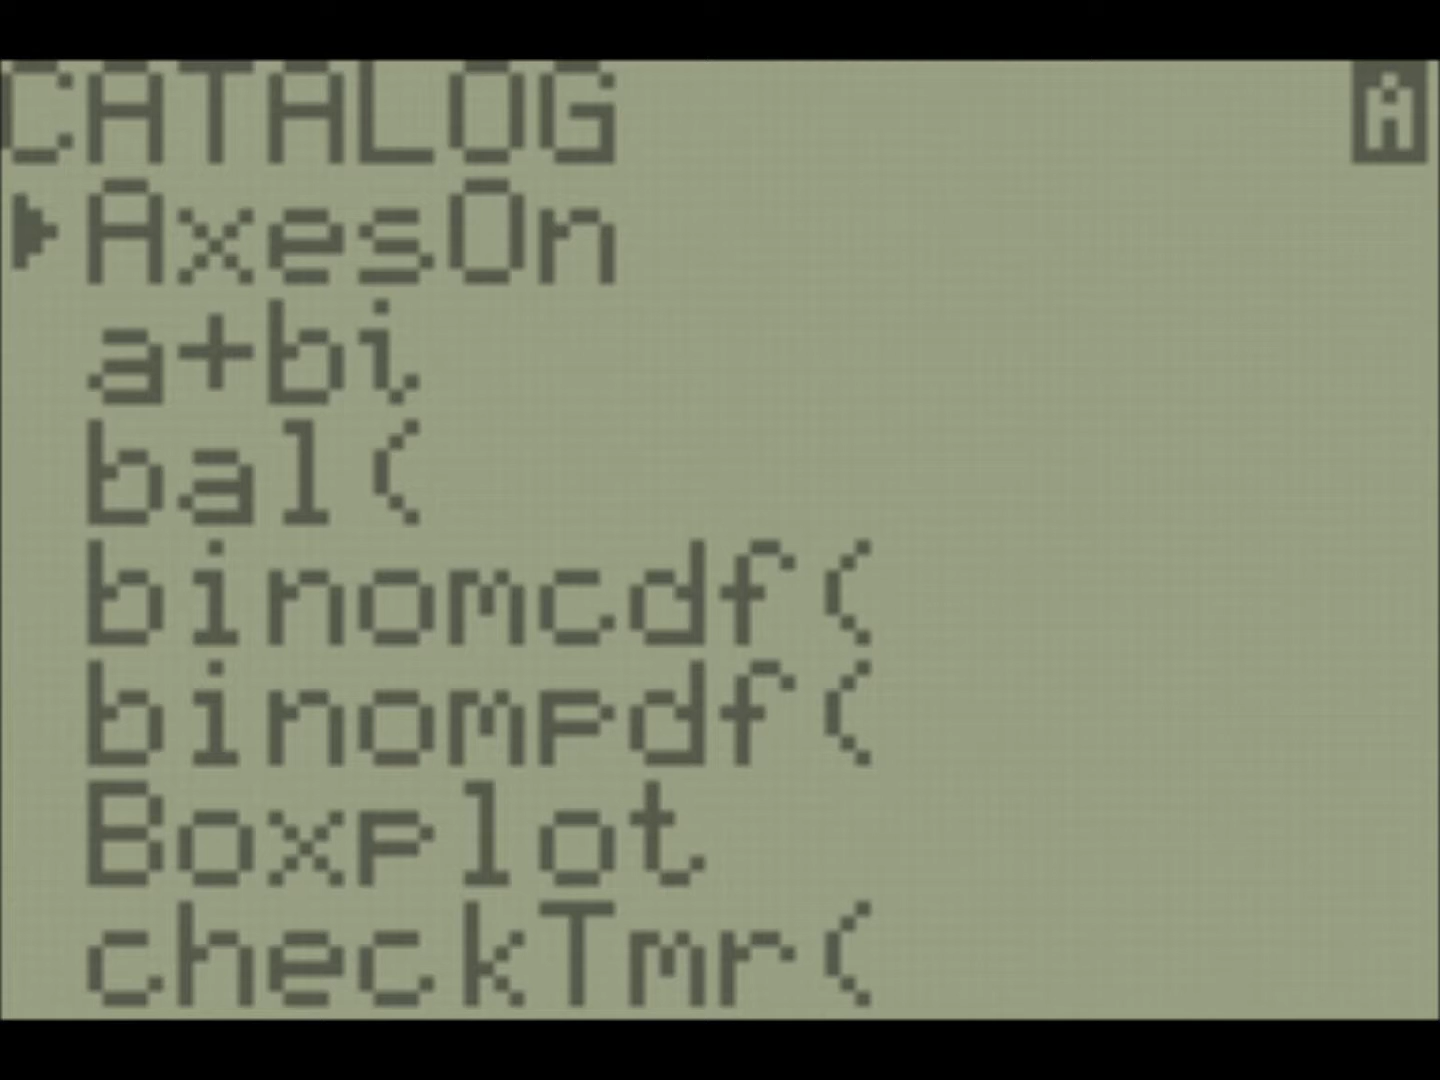 CATALOG A
AxesOn
a+bi
bal(
binomcdf(
binompdf(
Boxplot
checkTmr(